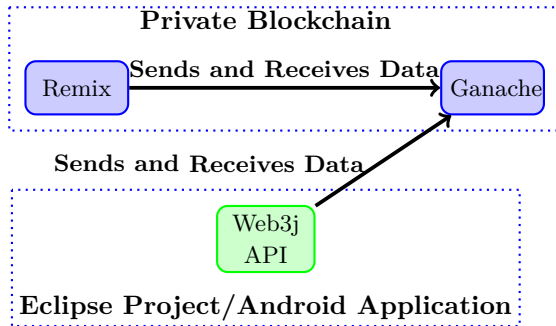 Private Blockchain
Sends and Receives Data
Remix
Ganache
Sends and Receives Data
Web3j
API
Eclipse Project/Android Application